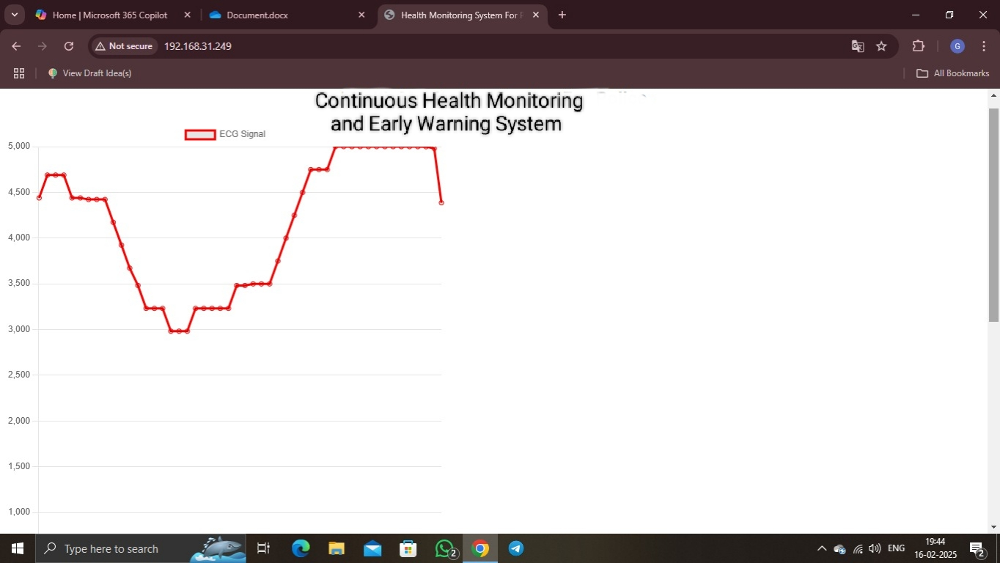 Home | Microsoft 365 Copilot
Document.docx
Health Monitoring System For
Not secure
192.168.31.249
G
View Draft Idea(s)
All Bookmarks
Continuous Health Monitoring
and Early Warning System
ECG Signal
5,000
4,500
4,000
3,500
3,000
2,500
2,000
1,500
1,000
Type here to search
2
ENG
19:44
16-02-2025
2